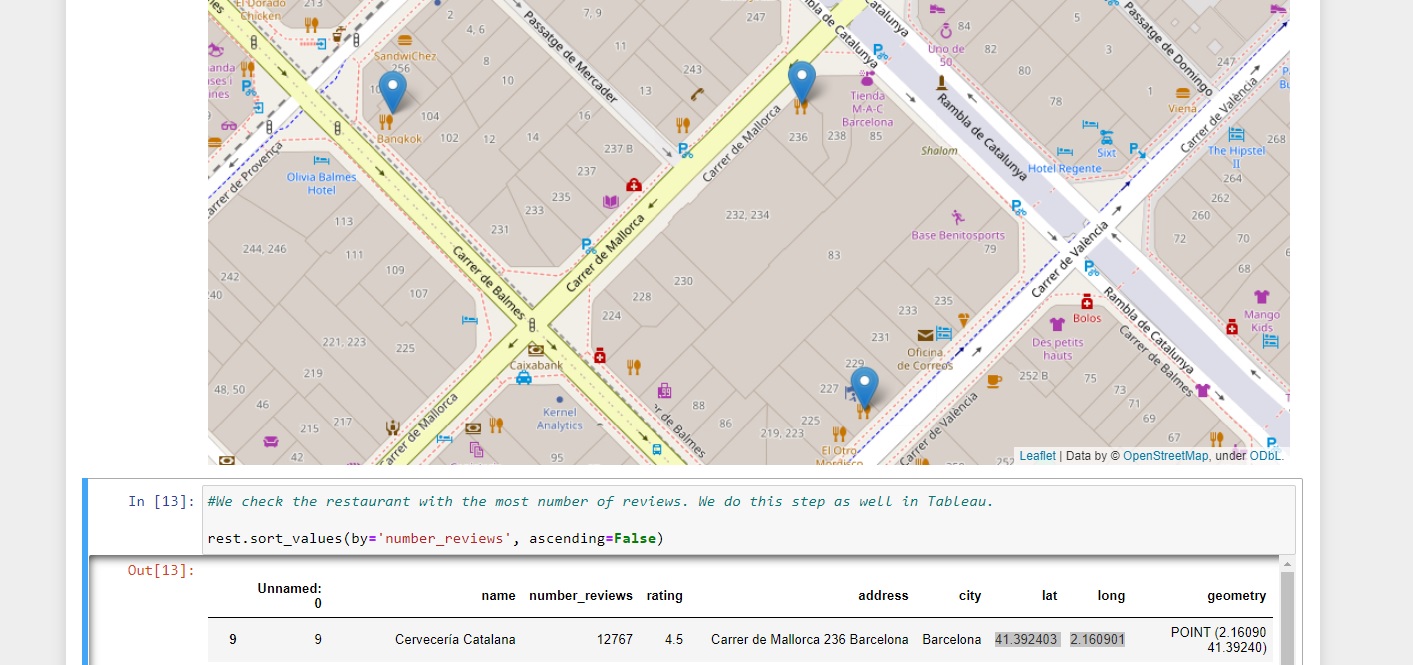 El Dorado
Chicken
213
2
4, 6
7, 9
247
84
5
Passatge de Mercader
Rambla de Catalunya
Passatge de Domingo
Uno de
50
82
3
SandwiChez
256
8
11
243
80
1
247
10
13
78
Viena
Carrer de València
104
Bangkok
102
12
14
16
237 B
Tienda
M-A-C
Barcelona
236
238
85
Shalom
Rambla de Catalunya
Sixt
268
The Hipstel
II
Carrer de Mallorca
Hotel Regente
Olivia Balmes
Hotel
237
235
233
264
262
260
113
231
232, 234
Base Benitosports
79
72
70
244, 246
111
109
Carrer de Balmes
Carrer de Mallorca
83
Carrer de València
68
242
107
230
228
235
233
Rambla de Catalunya
Mango
Kids
224
231
Bolos
221, 223
225
Des petits
hauts
Oficina
de Correos
Carrer de Balmes
Caixabank
229
227
252 B
75
73
71
69
67
219
48, 50
46
215
217
Kernel
Analytics
88
86
225
219, 223
El Otro
Mordisco
Carrer de València
42
95
252
Leaflet | Data by © OpenStreetMap, under ODbL.
In [13]:
#We check the restaurant with the most number of reviews. We do this step as well in Tableau.
rest.sort_values(by='number_reviews', ascending=False)
Out[13]:
Unnamed: 0 name number_reviews rating address city lat long geometry
9 9 Cervecería Catalana 12767 4.5 Carrer de Mallorca 236 Barcelona Barcelona 41.392403 2.160901 POINT (2.16090
41.39240)